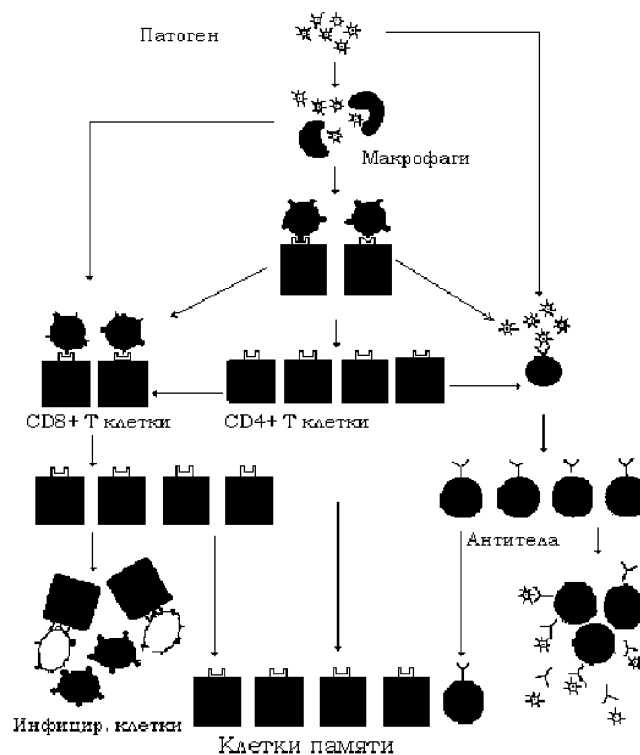 Патоген
Макрофаги
CD8+ Т клетки
CD4+ Т клетки
Антитела
Инфицир. клетки
Клетки памяти